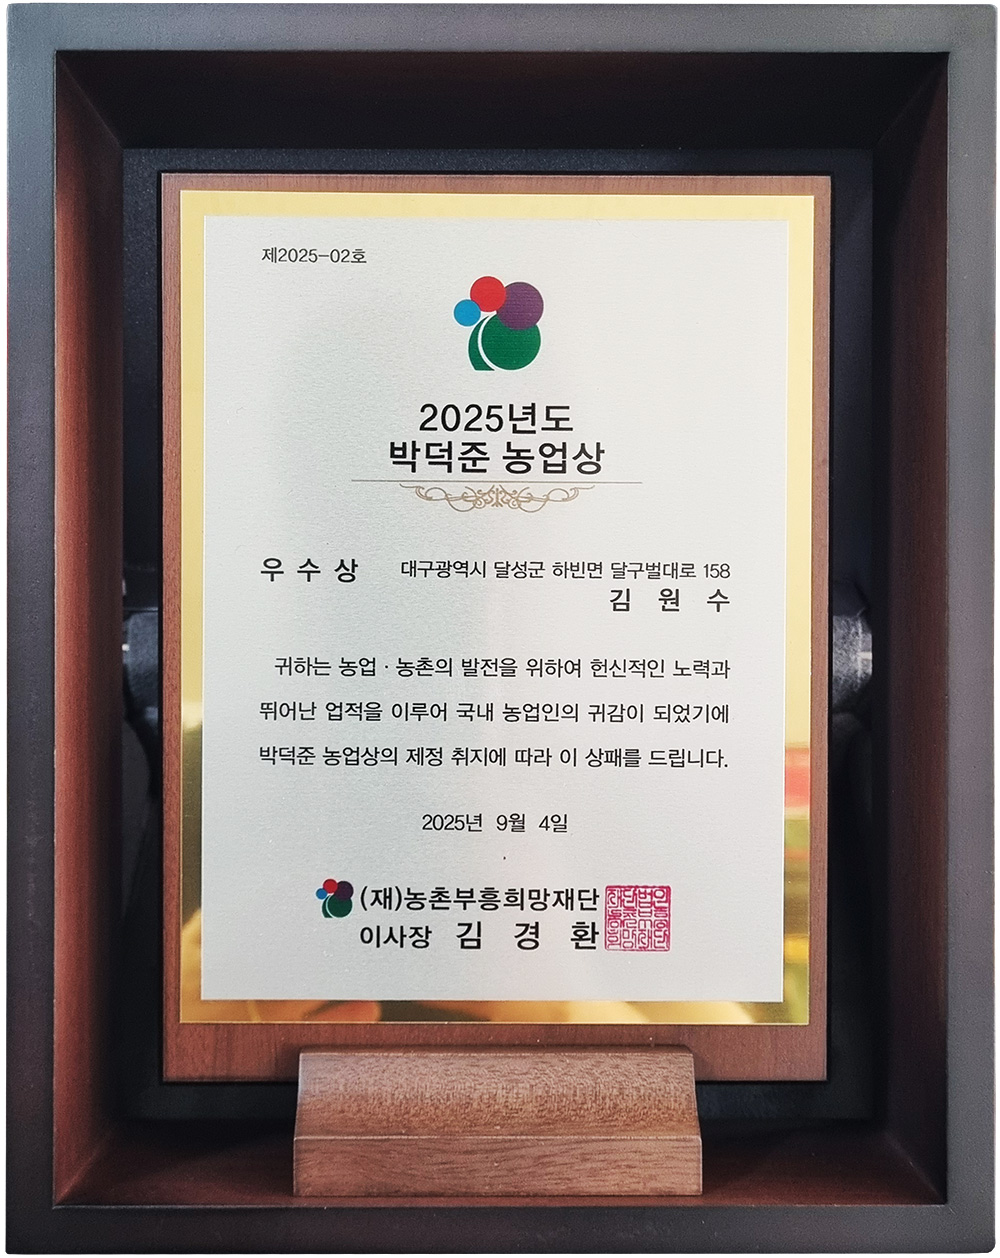 제2025-02호
2025년도
박덕준 농업상
우수상 대구광역시 달성군 하빈면 달구벌대로 158
김원수
귀하는 농업·농촌의 발전을 위하여 헌신적인 노력과
뛰어난 업적을 이루어 국내 농업인의 귀감이 되었기에
박덕준 농업상의 제정 취지에 따라 이 상패를 드립니다.
2025년 9월 4일
(재)농촌부흥희망재단
이사장 김경환